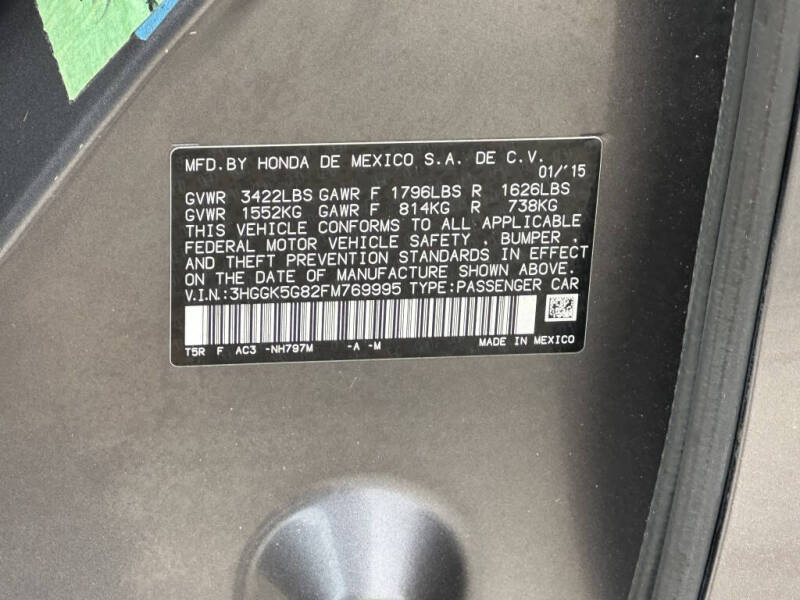 MFD.BY HONDA DE MEXICO S.A. DE C.V.
01/'15
GVWR 3422LBS GAWR F 1796LBS R 1626LBS
GVWR 1552KG GAWR F 814KG R 738KG
THIS VEHICLE CONFORMS TO ALL APPLICABLE
FEDERAL MOTOR VEHICLE SAFETY , BUMPER ,
AND THEFT PREVENTION STANDARDS IN EFFECT
ON THE DATE OF MANUFACTURE SHOWN ABOVE.
V.I.N.:3HGGK5G82FM769995 TYPE:PASSENGER CAR
T5R F AC3 -NH797M -A -M MADE IN MEXICO